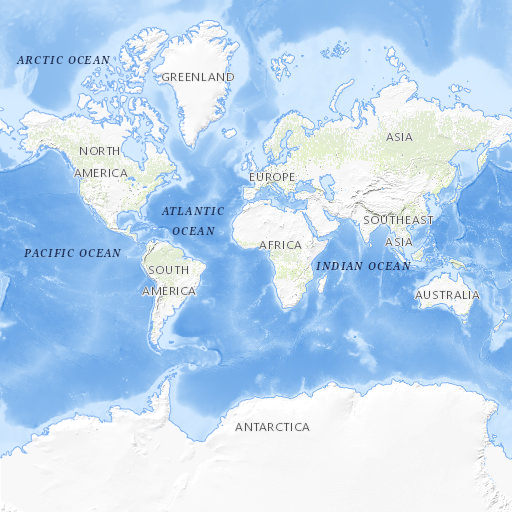 ARCTIC OCEAN
GREENLAND
ASIA
NORTH
AMERICA
EUROPE
ATLANTIC
OCEAN
SOUTHEAST
ASIA
AFRICA
PACIFIC OCEAN
INDIAN OCEAN
SOUTH
AMERICA
AUSTRALIA
ANTARCTICA